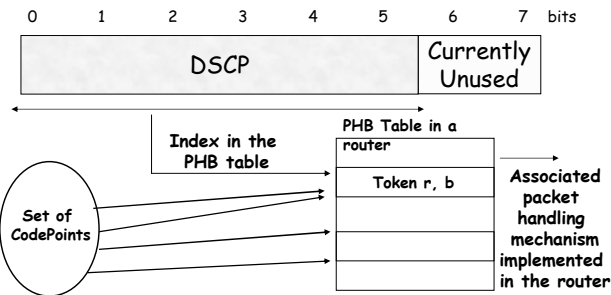 0 1 2 3 4 5 6 7 bits
DSCP
Currently
Unused
Index in the
PHB table
PHB Table in a
router
Token r, b
Set of
CodePoints
Associated
packet
handling
mechanism
implemented
in the router